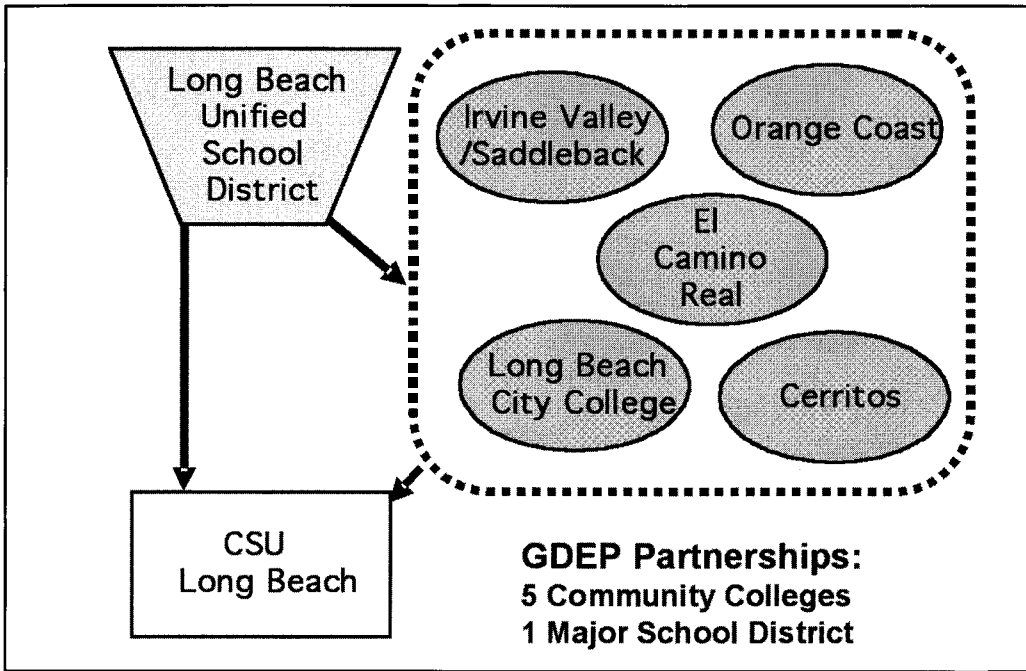 Long Beach
Unified
School
District
Irvine Valley
/Saddleback
Orange Coast
El
Camino
Real
Long Beach
City College
Cerritos
CSU
Long Beach
GDEP Partnerships:
5 Community Colleges
1 Major School District